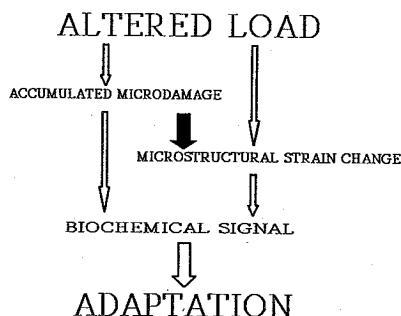 ALTERED LOAD
ACCUMULATED MICRODAMAGE
MICROSTRUCTURAL STRAIN CHANGE
BIOCHEMICAL SIGNAL
ADAPTATION